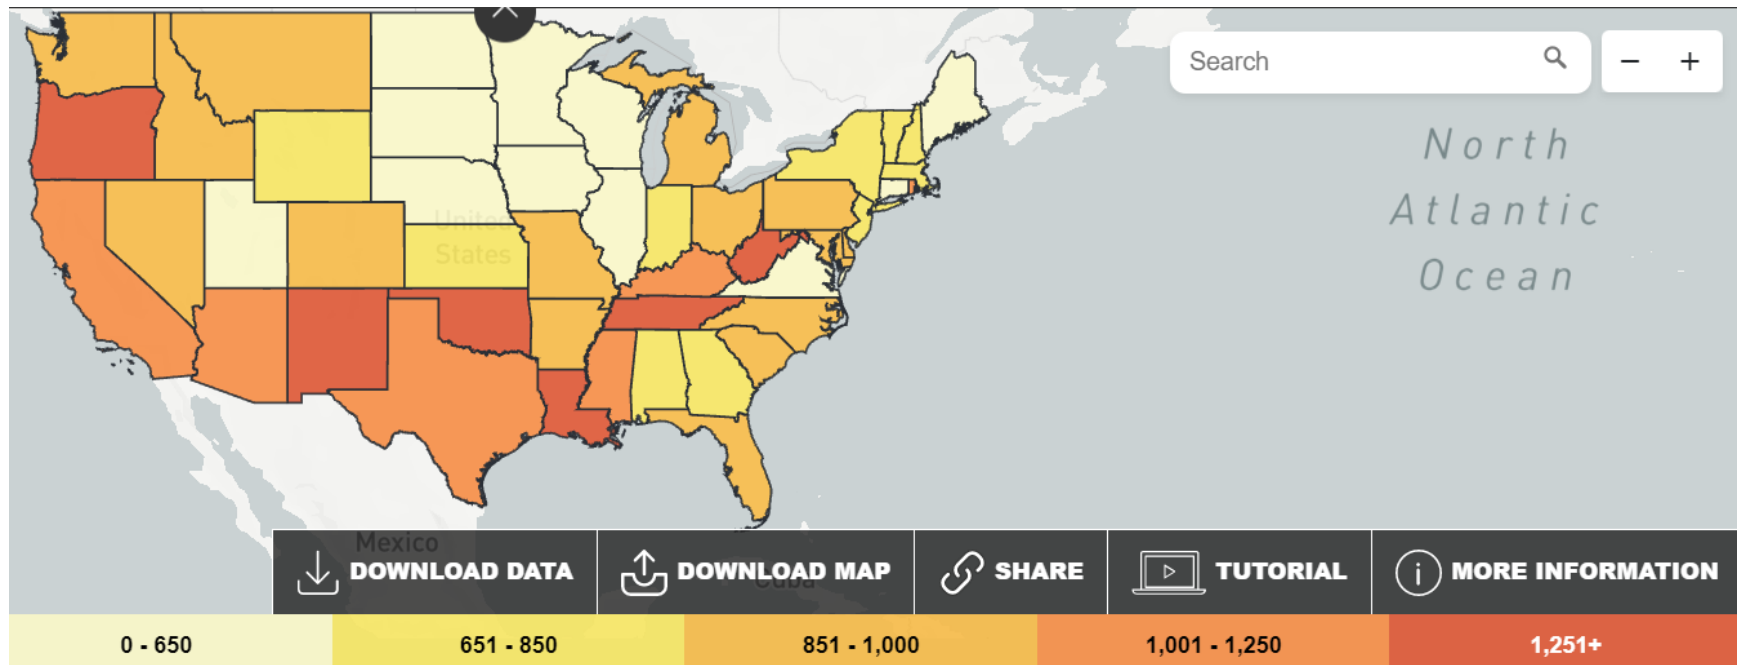 Search
− +
North
Atlantic
Ocean
United
States
Mexico
Cuba
DOWNLOAD DATA
DOWNLOAD MAP
SHARE
TUTORIAL
MORE INFORMATION
0 - 650
651 - 850
851 - 1,000
1,001 - 1,250
1,251+